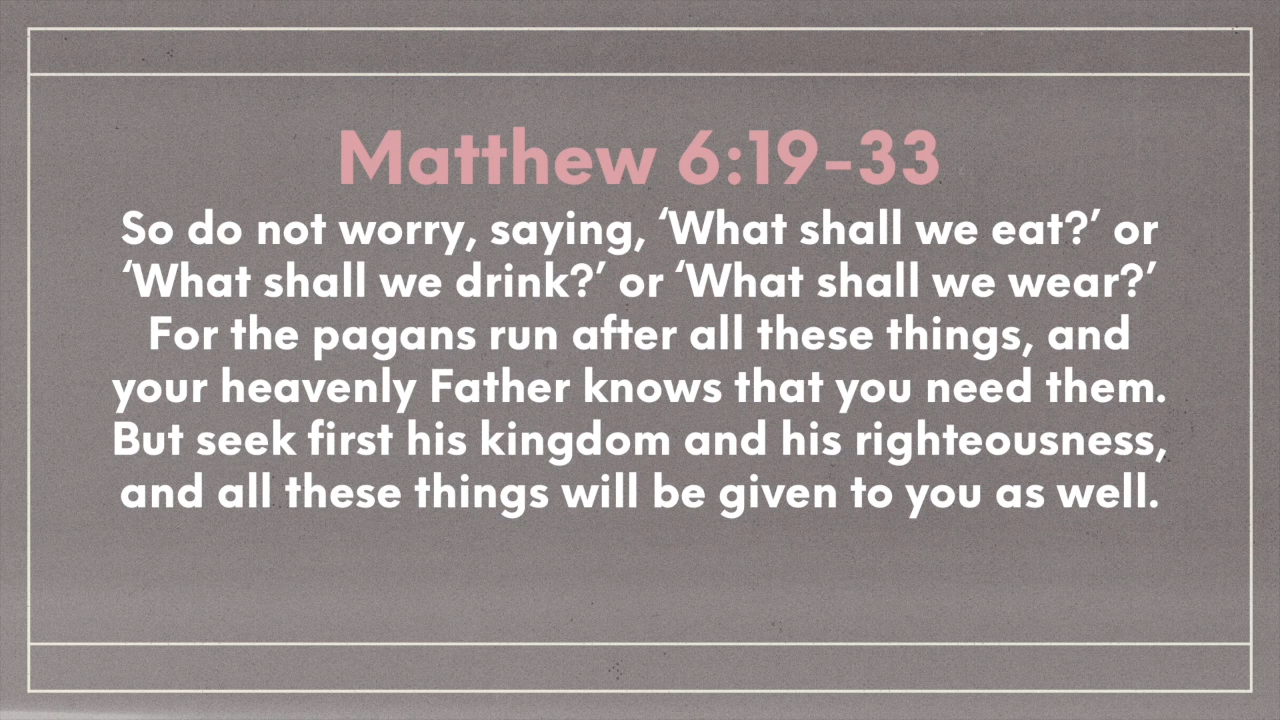 Matthew 6:19-33
So do not worry, saying, ‘What shall we eat?’ or
‘What shall we drink?’ or ‘What shall we wear?’
For the pagans run after all these things, and
your heavenly Father knows that you need them.
But seek first his kingdom and his righteousness,
and all these things will be given to you as well.